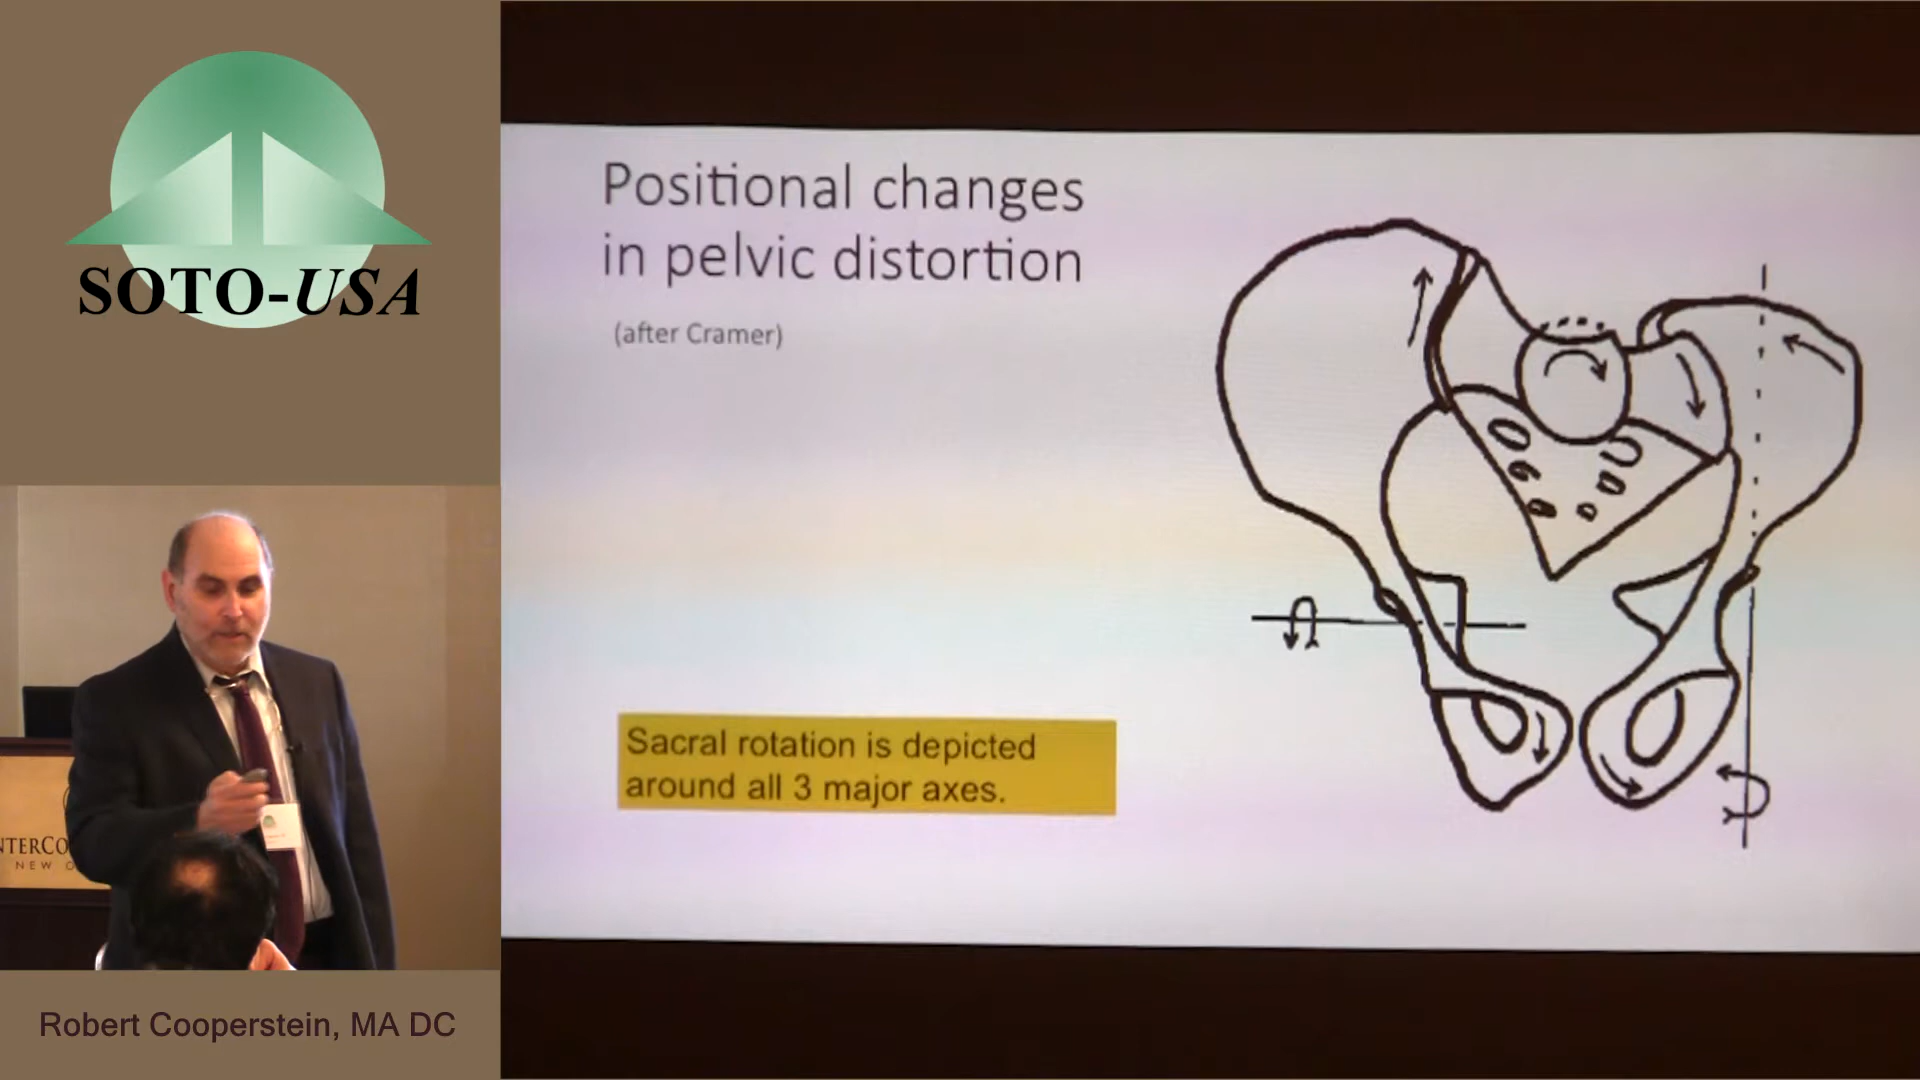 SOTO-USA
Positional changes
in pelvic distortion
(after Cramer)
Sacral rotation is depicted
around all 3 major axes.
NEW
Robert Cooperstein, MA DC